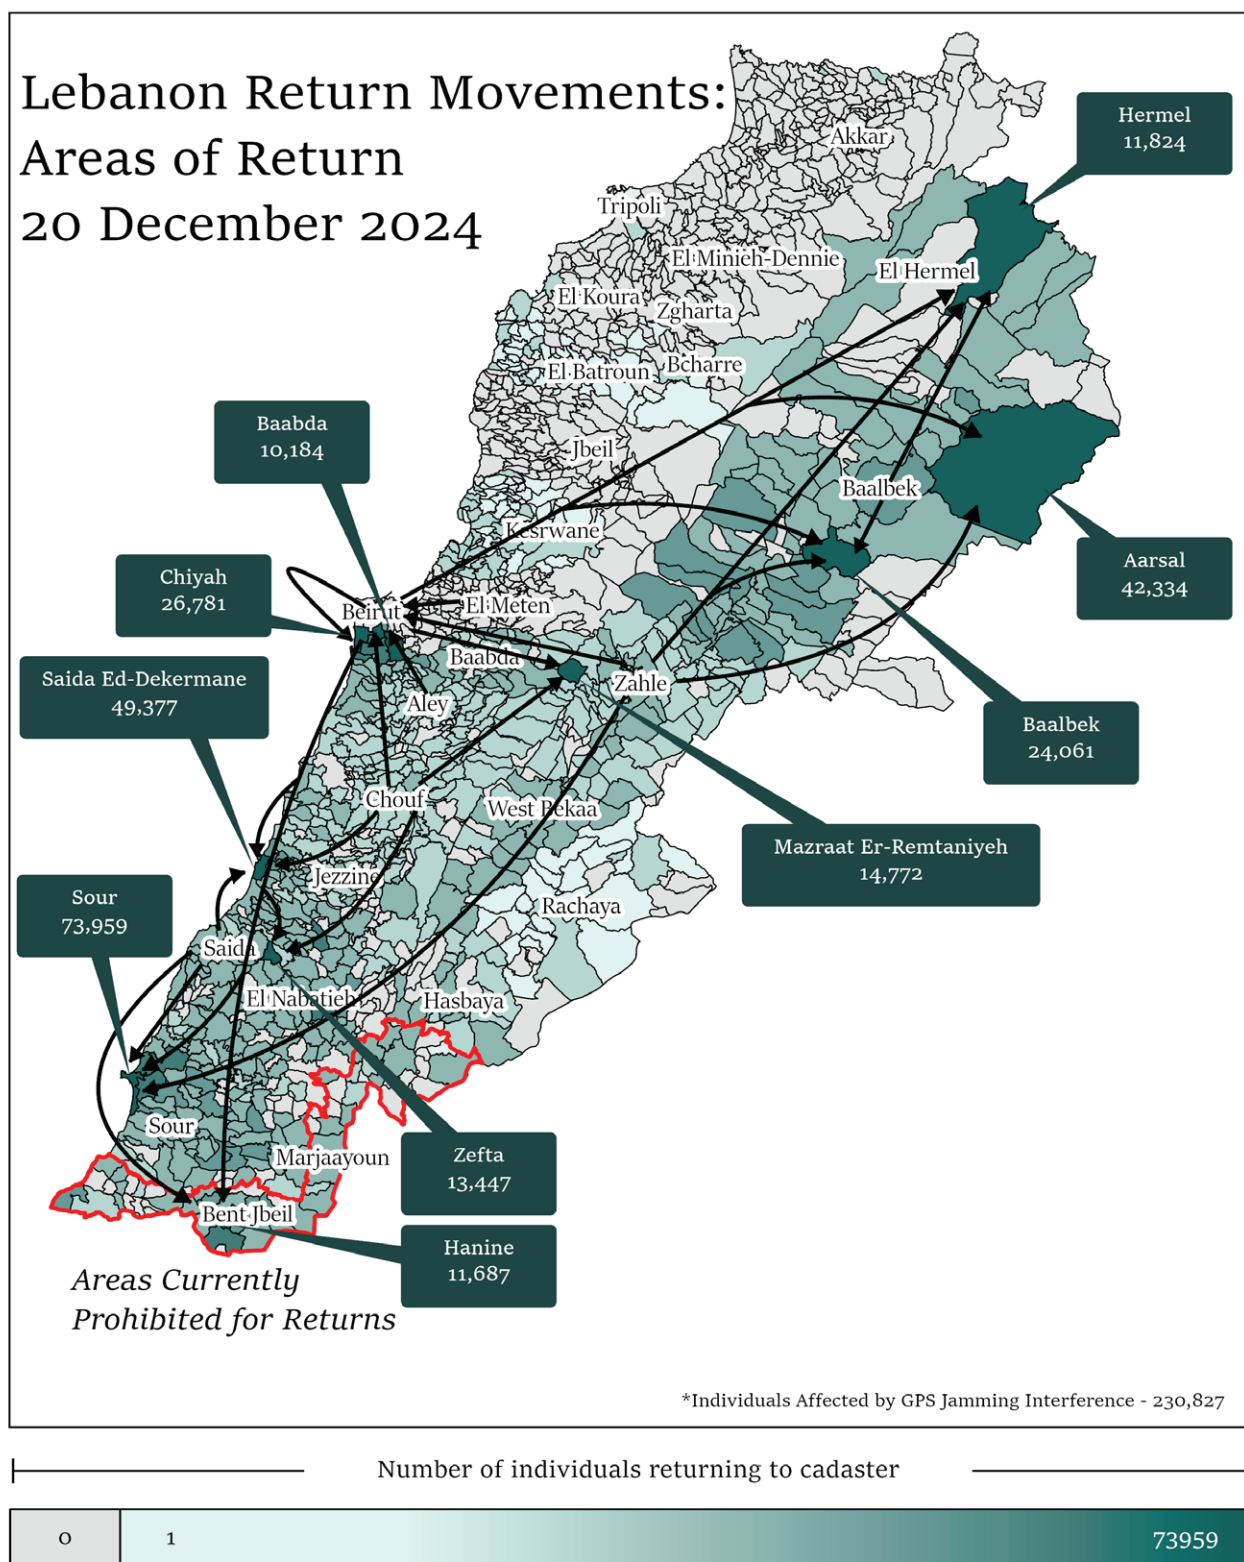 Lebanon Return Movements:
Areas of Return
20 December 2024
Akkar
Hermel
11,824
Tripoli
El Minieh-Dennie
El Hermel
El Koura
Zgharta
El Batroun
Bcharre
Baabda
10,184
Jbeil
Baalbek
Kesrwane
Aarsal
42,334
Chiyah
26,781
Beirut
El Meten
Baabda
Saida Ed-Dekermane
49,377
Zahle
Aley
Baalbek
24,061
Chouf
West Bekaa
Mazraat Er-Remtaniyeh
14,772
Jezzine
Sour
73,959
Rachaya
Saida
El Nabatieh
Hasbaya
Sour
Marjaayoun
Zefta
13,447
Bent Jbeil
Hanine
11,687
Areas Currently
Prohibited for Returns
*Individuals Affected by GPS Jamming Interference - 230,827
Number of individuals returning to cadaster
0 1 73959